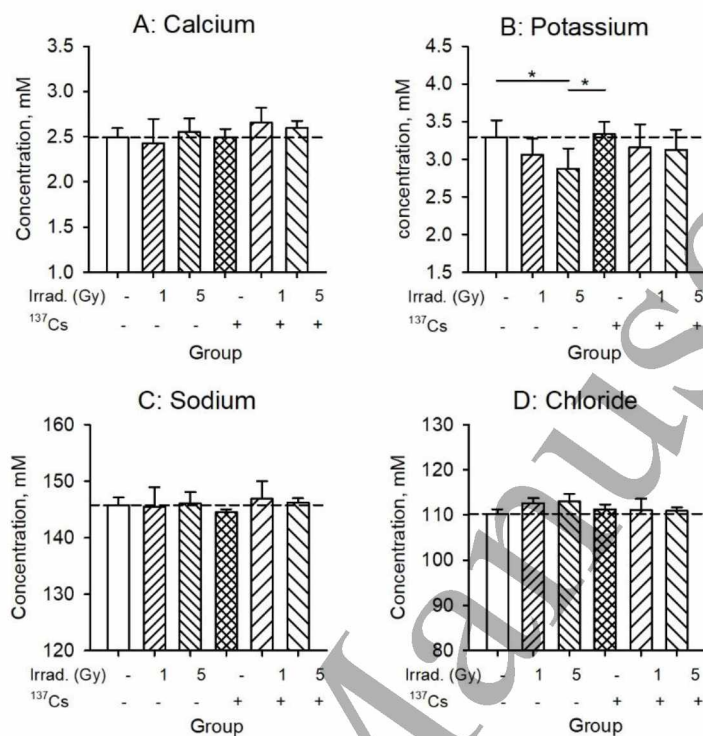 A: Calcium
Concentration, mM
3.5
3.0
2.5
2.0
1.5
1.0
Irrad. (Gy) - 1 5 - 1 5
137Cs - - - + + +
Group
B: Potassium
concentration, mM
4.5
4.0
3.5
3.0
2.5
2.0
1.5
* *
- 1 5 - 1 5
- - - + + +
Group
C: Sodium
Concentration, mM
160
150
140
130
120
Irrad. (Gy) - 1 5 - 1 5
137Cs - - - + + +
Group
D: Chloride
Concentration, mM
130
120
110
100
90
80
Irrad. (Gy) - 1 5 - 1 5
137Cs - - - + + +
Group
Manus